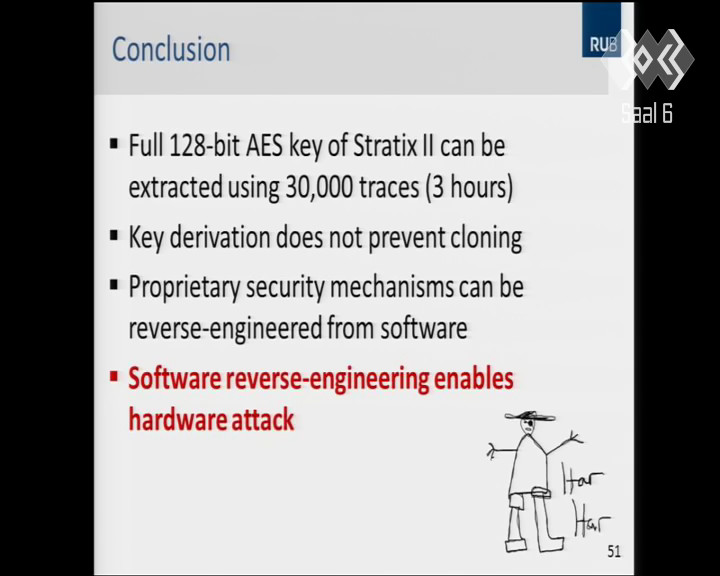 Conclusion
RUB
Saal 6
▪ Full 128-bit AES key of Stratix II can be
extracted using 30,000 traces (3 hours)
▪ Key derivation does not prevent cloning
▪ Proprietary security mechanisms can be
reverse-engineered from software
▪ Software reverse-engineering enables
hardware attack
Har
Har
51